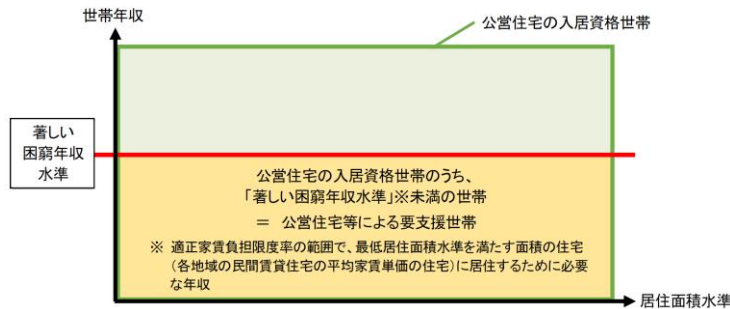 世帯年収
公営住宅の入居資格世帯
著しい
困窮年収
水準
公営住宅の入居資格世帯のうち、
「著しい困窮年収水準」※未満の世帯
＝ 公営住宅等による要支援世帯
※ 適正家賃負担限度率の範囲で、最低居住面積水準を満たす面積の住宅
（各地域の民間賃貸住宅の平均家賃単価の住宅）に居住するために必要
な年収
居住面積水準